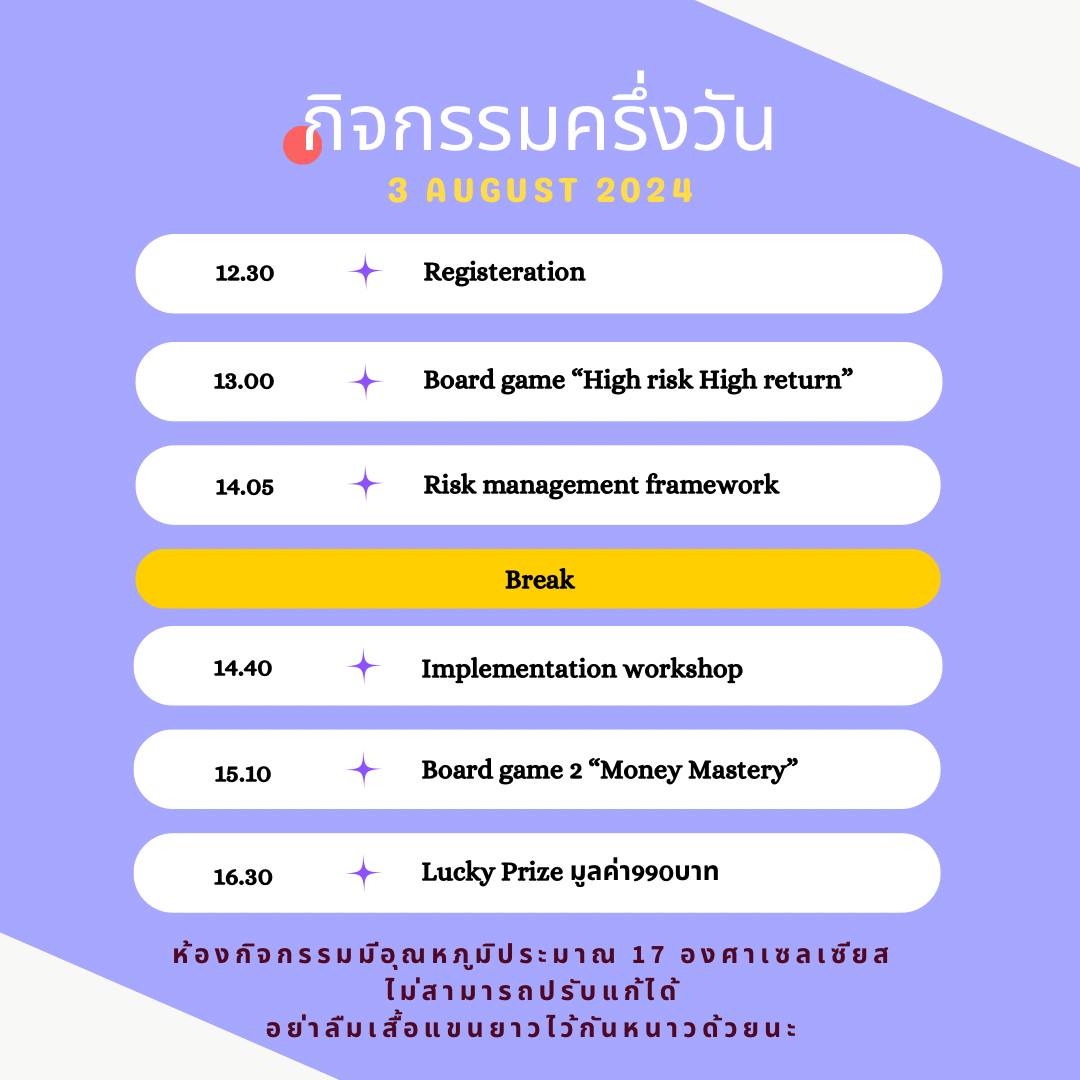 กิจกรรมครึ่งวัน
3 AUGUST 2024
12.30 Registeration
13.00 Board game “High risk High return”
14.05 Risk management framework
Break
14.40 Implementation workshop
15.10 Board game 2 “Money Mastery”
16.30 Lucky Prize มูลค่า990บาท
ห้องกิจกรรมมีอุณหภูมิประมาณ 17 องศาเซลเซียส
ไม่สามารถปรับแก้ได้
อย่าลืมเสื้อแขนยาวไว้กันหนาวด้วยนะ